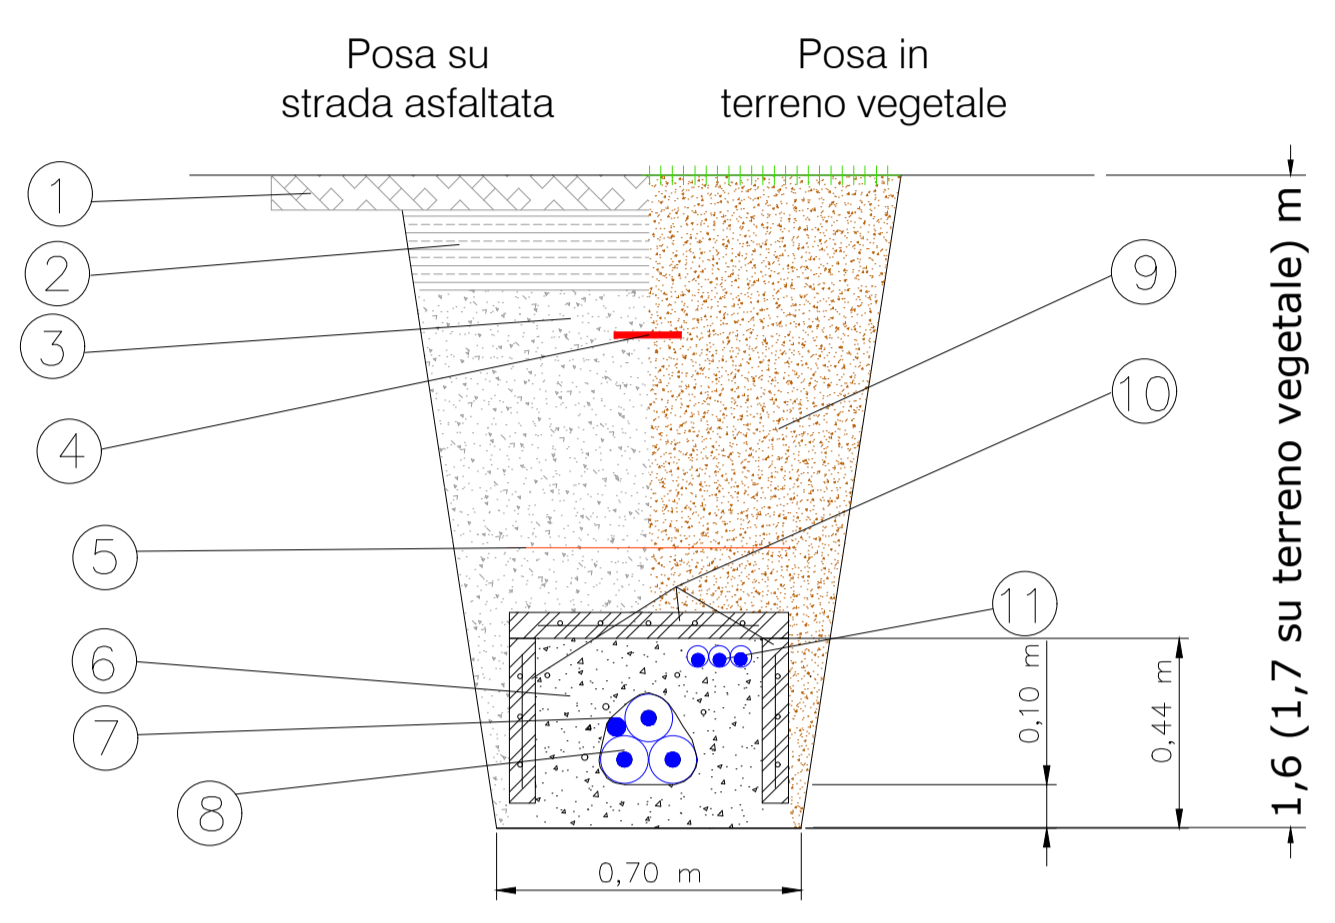 Posa su
strada asfaltata
Posa in
terreno vegetale
1
2
3
4
5
6
7
8
9
10
11
0,10 m
0,44 m
1,6 (1,7 su terreno vegetale) m
0,70 m